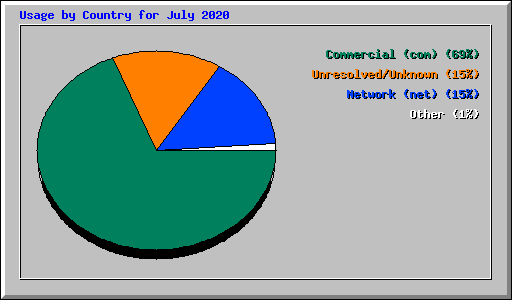 Usage by Country for July 2020
Commercial (com) (69%)
Unresolved/Unknown (15%)
Network (net) (15%)
Other (1%)